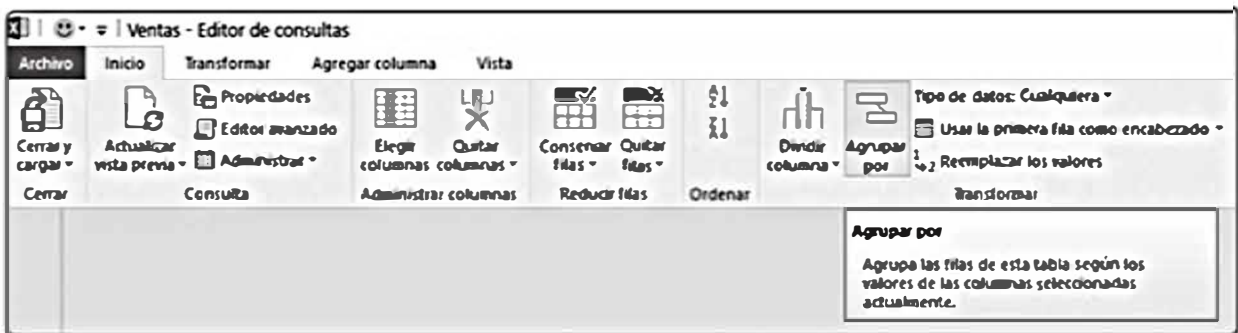 Ventas - Editor de consultas
Archivo Inicio Transformar Agregar columna Vista
Cerrar y cargar
Actualizar vista previa
Propiedades
Editor avanzado
Administrar
Elegir columnas
Quitar columnas
Conservar filas
Quitar filas
Dividir columna
Agrupar por
Tipo de datos: Cualquiera
Usar la primera fila como encabezado
Reemplazar los valores
Cerrar Consulta Administrar columnas Reducir filas Ordenar Transformar
Agrupar por
Agrupa las filas de esta tabla según los
valores de las columnas seleccionadas
actualmente.